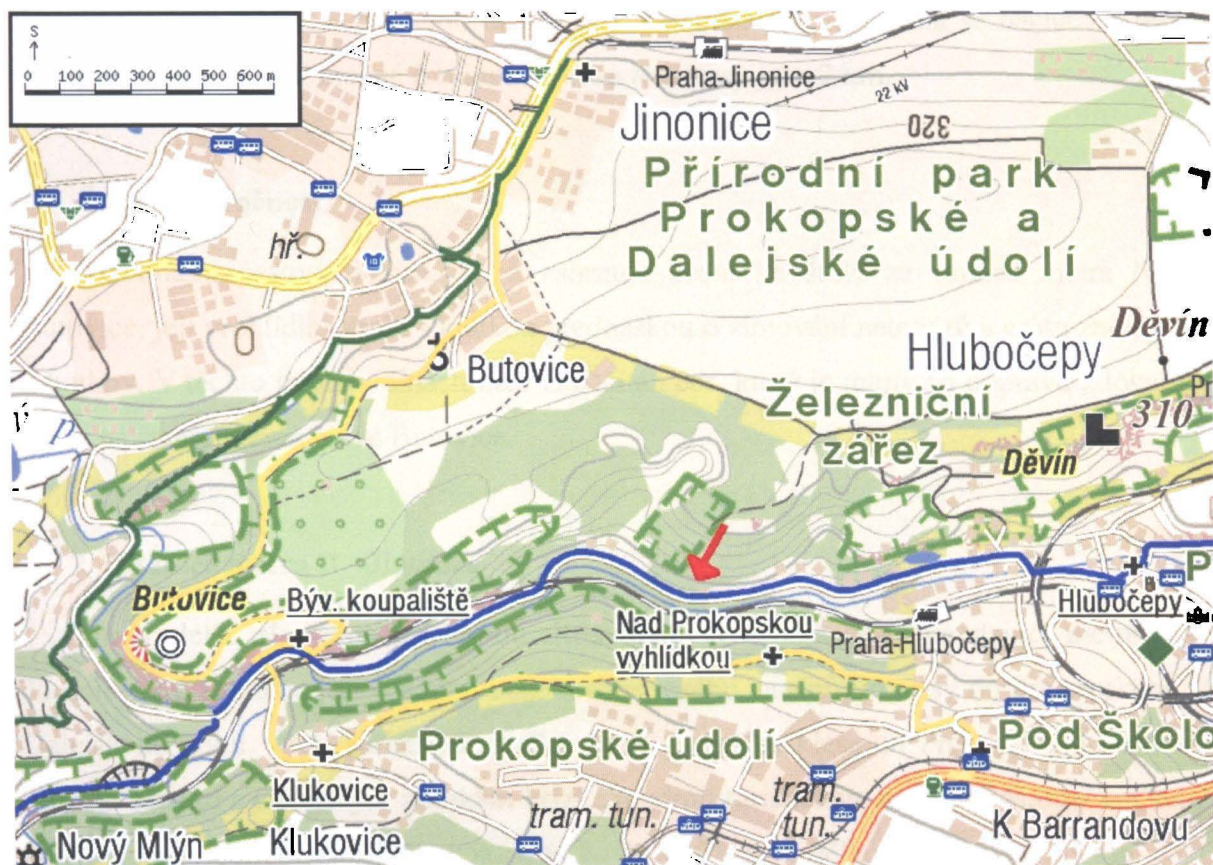 S
0 100 200 300 400 500 600 m
Praha-Jinonice
22 kV
Jinonice
320
Přírodní park
Prokopské a
Dalejské údolí
hř.
Děvín
Hlubočepy
Butovice
Železniční
zářez
310
Děvín
p.
Butovice
Býv. koupaliště
Nad Prokopskou
vyhlídkou
Praha-Hlubočepy
Hlubočepy
P
Prokopské údolí
Pod Školo
Klukovice
Klukovice
Nový Mlýn
tram. tun.
tram.
tun.
K Barrandovu